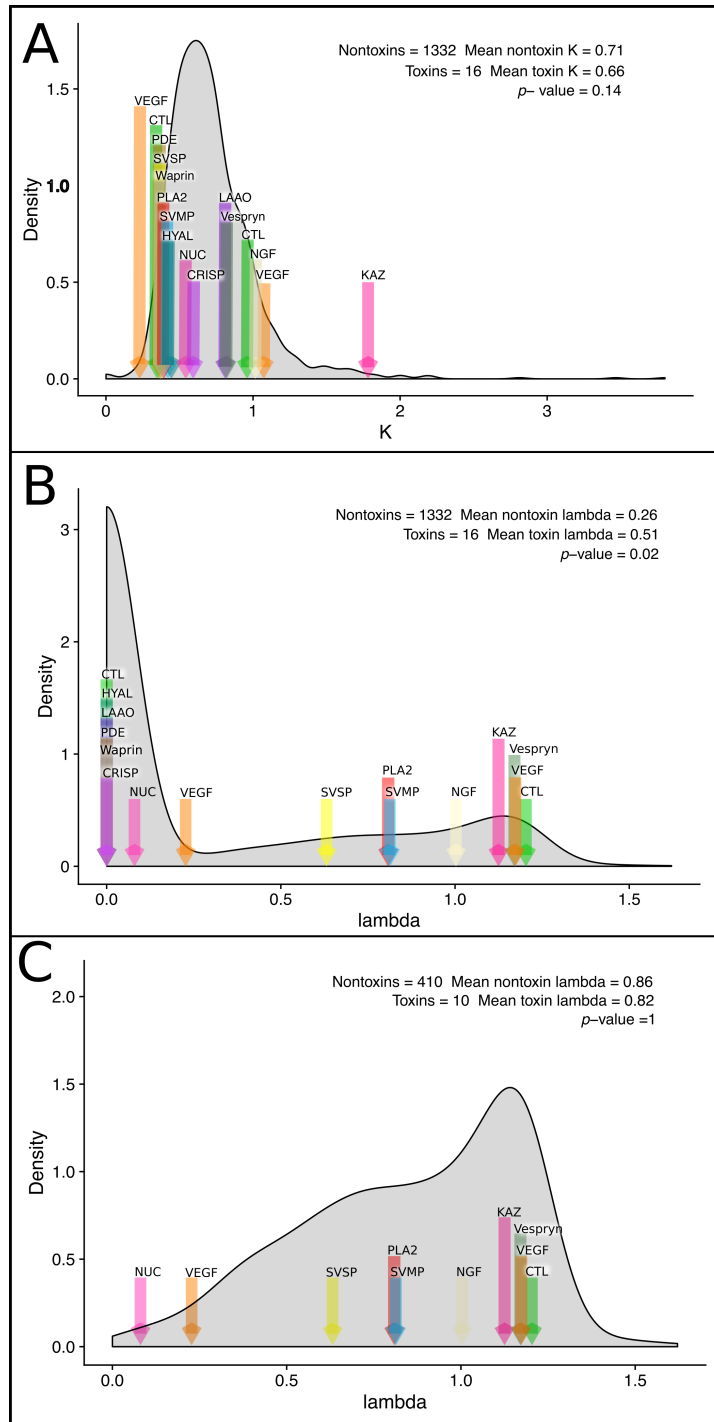 A
Nontoxins = 1332 Mean nontoxin K = 0.71
Toxins = 16 Mean toxin K = 0.66
p– value = 0.14
1.5
VEGF
CTL
PDE
SVSP
Waprin
1.0
PLA2
LAAO
SVMP
Vespryn
HYAL
CTL
NUC
NGF
CRISP
VEGF
KAZ
0.5
0.0
Density
0
1
2
3
K
B
Nontoxins = 1332 Mean nontoxin lambda = 0.26
Toxins = 16 Mean toxin lambda = 0.51
p–value = 0.02
3
2
CTL
HYAL
LAAO
PDE
Waprin
CRISP
NUC
VEGF
SVSP
PLA2
SVMP
NGF
KAZ
Vespryn
VEGF
CTL
1
0
Density
0.0
0.5
1.0
1.5
lambda
C
Nontoxins = 410 Mean nontoxin lambda = 0.86
Toxins = 10 Mean toxin lambda = 0.82
p–value =1
2.0
1.5
1.0
0.5
0.0
Density
NUC
VEGF
SVSP
PLA2
SVMP
NGF
KAZ
Vespryn
VEGF
CTL
0.0
0.5
1.0
1.5
lambda